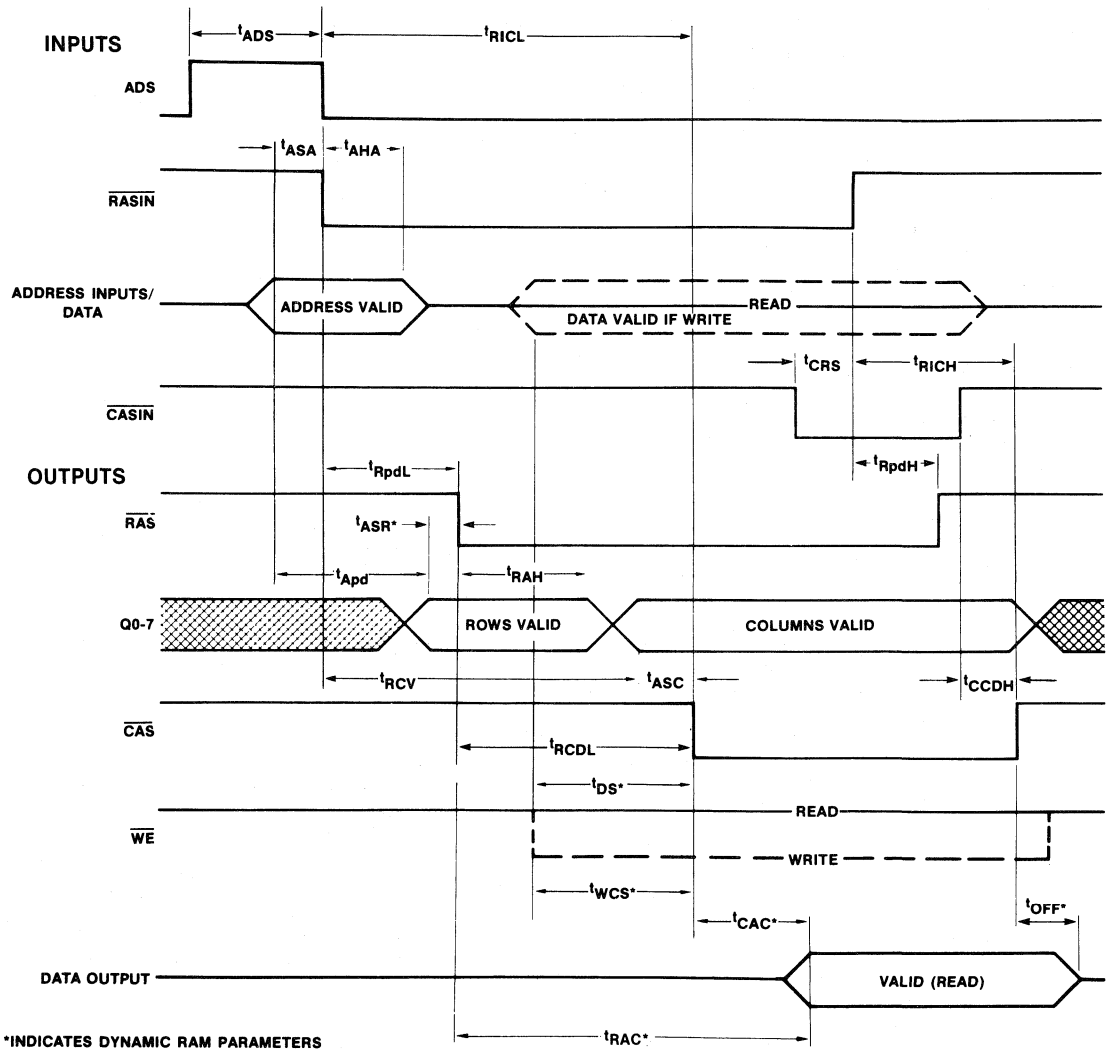 INPUTS
tADS
tRICL
ADS
tASA
tAHA
RASIN
ADDRESS INPUTS/
DATA
ADDRESS VALID
READ
DATA VALID IF WRITE
tCRS
tRICH
CASIN
OUTPUTS
tRpdL
tRpdH
RAS
tASR*
tApd
tRAH
Q0-7
ROWS VALID
COLUMNS VALID
tRCV
tASC
tCCDH
CAS
tRCDL
tDS*
READ
WE
WRITE
tWCS*
tCAC*
tOFF*
DATA OUTPUT
VALID (READ)
tRAC*
*INDICATES DYNAMIC RAM PARAMETERS